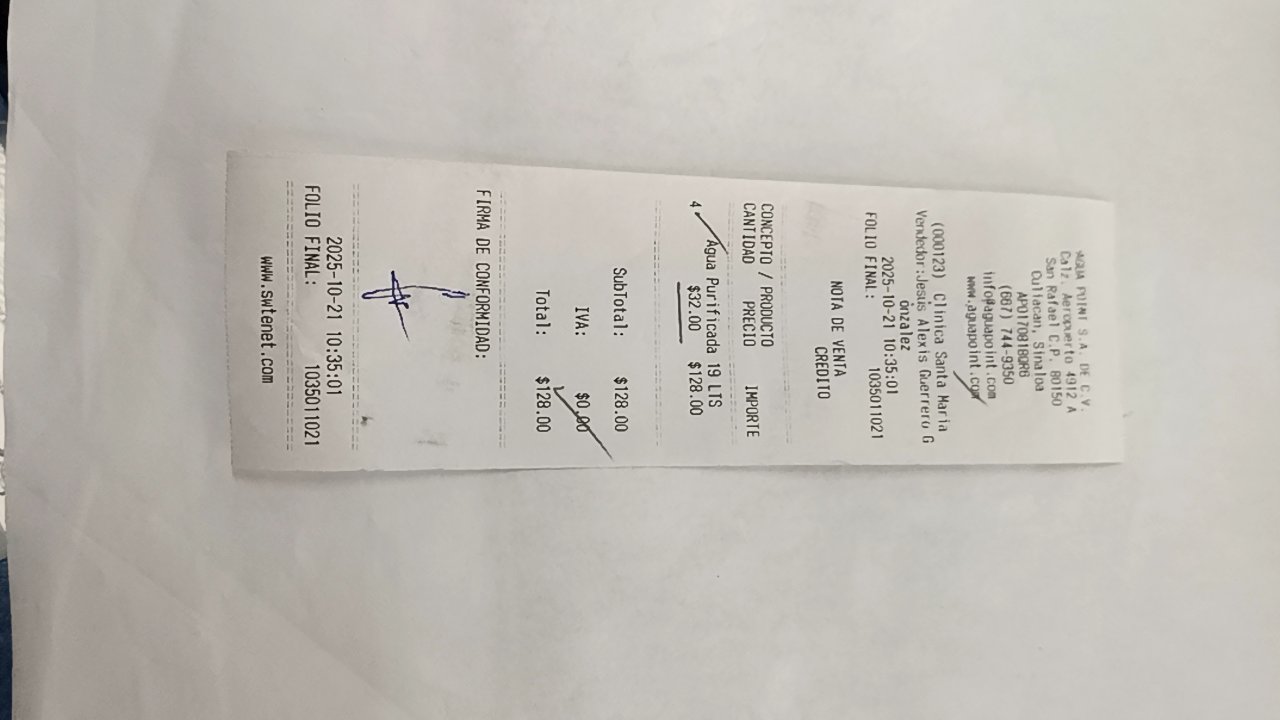 AGUA POINT S.A. DE C.V.
Calz. Aeropuerto 4912 A
San Rafael C.P. 80150
Culiacan, Sinaloa
APO170818QR8
(667) 744-9350
info@aguapoint.com
www.aguapoint.com
(000123) Clinica Santa Maria
Vendedor:Jesus Alexis Guerrero G
onzalez
2025-10-21 10:35:01
FOLIO FINAL: 1035011021
NOTA DE VENTA
CREDITO
CONCEPTO / PRODUCTO
CANTIDAD PRECIO IMPORTE
Agua Purificada 19 LTS
4 $32.00 $128.00
SubTotal: $128.00
IVA: $0.00
Total: $128.00
FIRMA DE CONFORMIDAD:
2025-10-21 10:35:01
FOLIO FINAL: 1035011021
www.swtenet.com